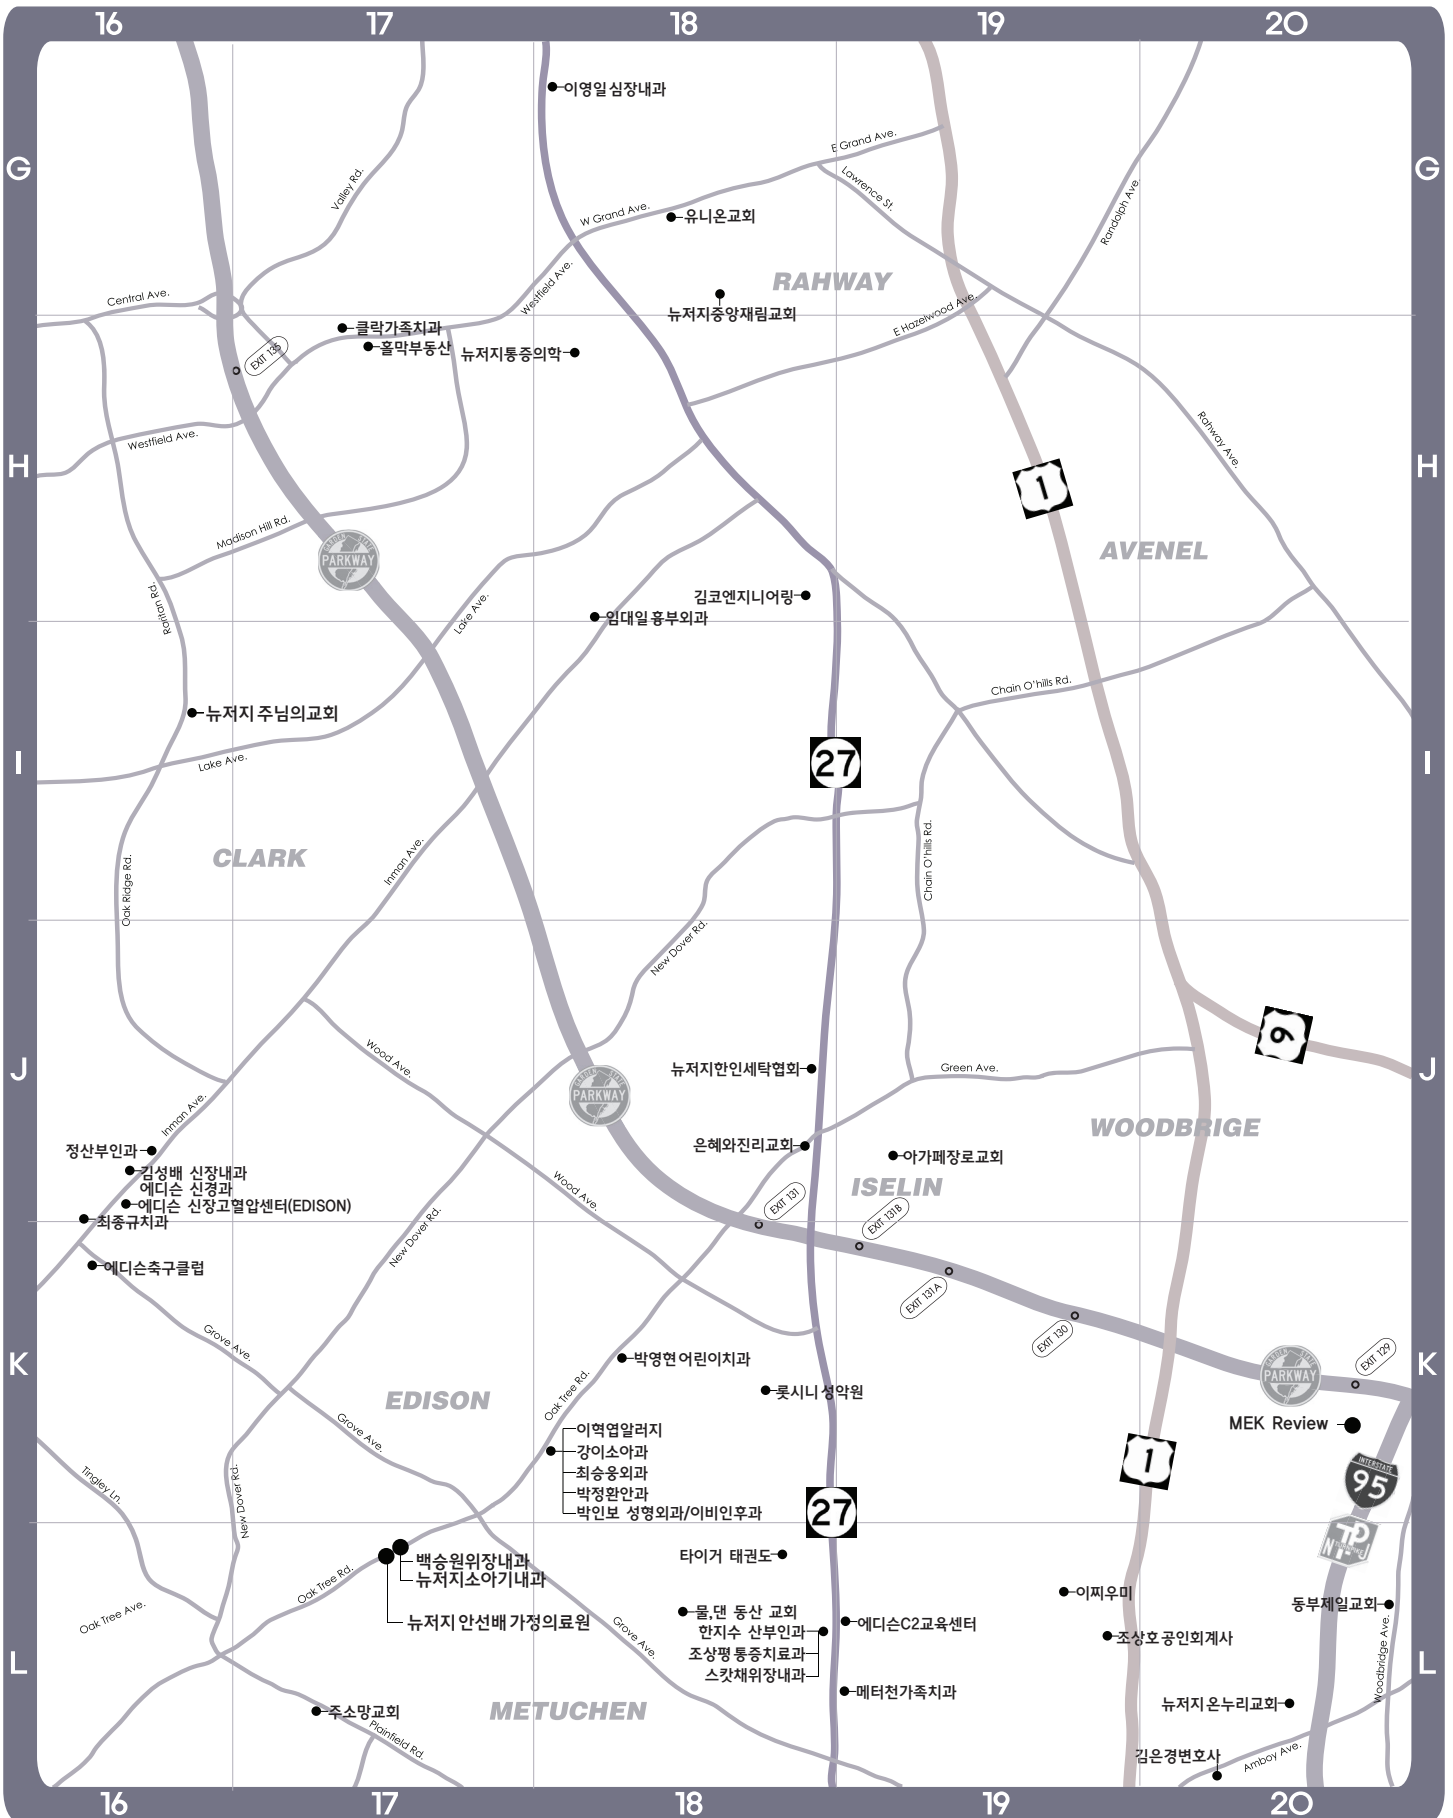 16 17 18 19 20
이영일심장내과
E Grand Ave.
G
G
Lawrence St.
Valley Rd.
Randolph Ave
W Grand Ave.
유니온교회
RAHWAY
Westfield Ave.
Central Ave.
뉴저지중앙재림교회
E Hazelwood Ave.
클락가족치과
홀막부동산
뉴저지통증의학
EXIT 135
Westfield Ave.
Rahway Ave.
H
H
1
Madison Hill Rd.
GARDEN STATE
PARKWAY
AVENEL
Raritan Rd.
Lake Ave.
김코엔지니어링
임대일흉부외과
Chain O'hills Rd.
뉴저지 주님의교회
Lake Ave.
I
I
27
CLARK
Inman Ave.
Chain O'hills Rd.
Oak Ridge Rd.
New Dover Rd.
9
Wood Ave.
뉴저지한인세탁협회
Green Ave.
J
J
GARDEN STATE
PARKWAY
Inman Ave.
WOODBRIGE
정산부인과
은혜와진리교회
아가페장로교회
김성배 신장내과
에디슨 신경과
ISELIN
Wood Ave.
EXIT 131
에디슨 신장고혈압센터(EDISON)
최종규치과
EXIT 131B
New Dover Rd.
에디슨축구클럽
EXIT 131A
Grove Ave.
EXIT 130
EXIT 129
박영현어린이치과
K
K
GARDEN STATE
PARKWAY
Oak Tree Rd.
롯시니 성악원
EDISON
MEK Review
Grove Ave.
이혁엽알러지
강이소아과
최승웅외과
박정환안과
박인보 성형외과/이비인후과
1
INTERSTATE
95
Tingley Ln.
New Dover Rd.
27
N TP J
TURNPIKE
타이거 태권도
백승원위장내과
뉴저지소아기내과
Oak Tree Rd.
이찌우미
동부제일교회
Oak Tree Ave.
물,댄 동산 교회
뉴저지 안선배 가정의료원
에디슨C2교육센터
한지수 산부인과
조상호공인회계사
Grove Ave.
조상평통증치료과
L
L
스캇채위장내과
Woodbridge Ave.
메터천가족치과
뉴저지온누리교회
METUCHEN
주소망교회
Plainfield Rd.
김은경변호사
Amboy Ave.
16 17 18 19 20